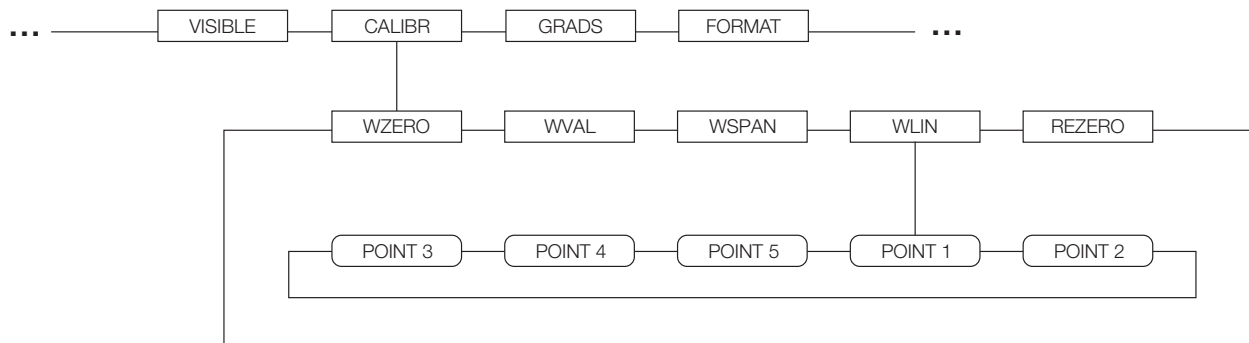 ... VISIBLE CALIBR GRADS FORMAT ...
WZERO WVAL WSPAN WLIN REZERO
POINT 3 POINT 4 POINT 5 POINT 1 POINT 2